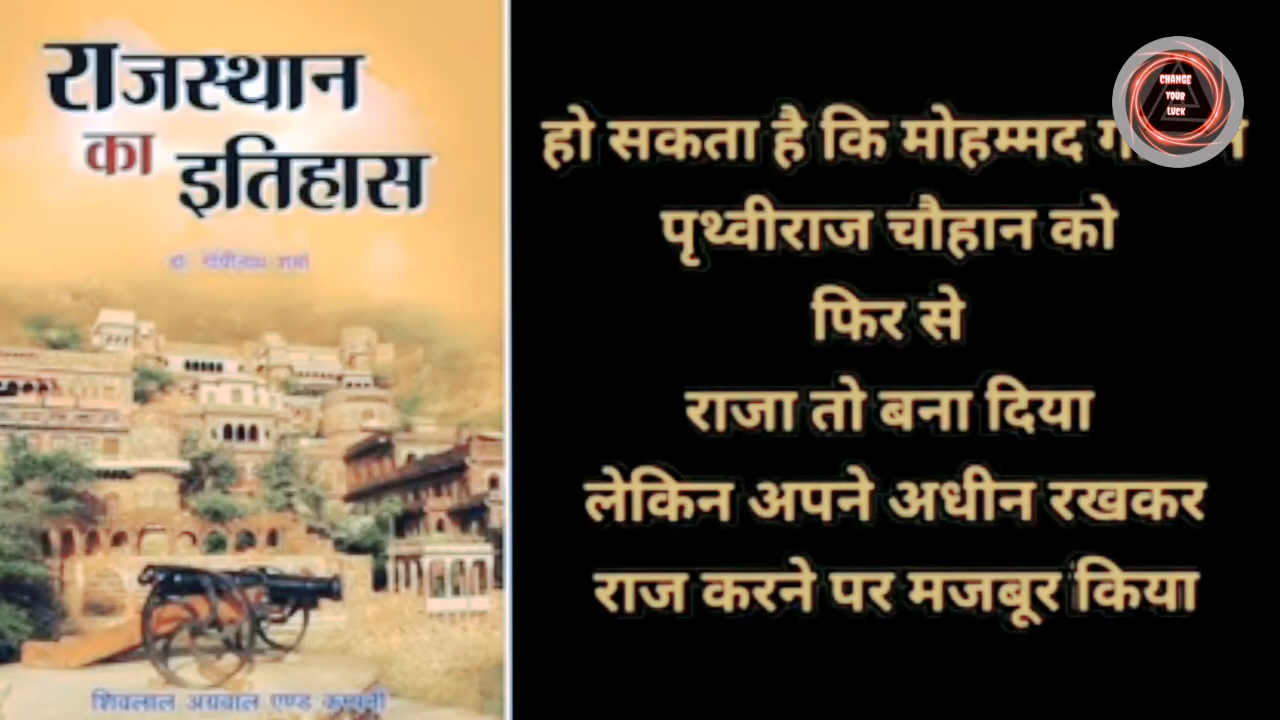 राजस्थान
का इतिहास
डा. गोपीनाथ शर्मा
शिवलाल अग्रवाल एण्ड कम्पनी
हो सकता है कि मोहम्मद
पृथ्वीराज चौहान को
फिर से
राजा तो बना दिया
लेकिन अपने अधीन रखकर
राज करने पर मजबूर किया
CHANGE
YOUR
LUCK